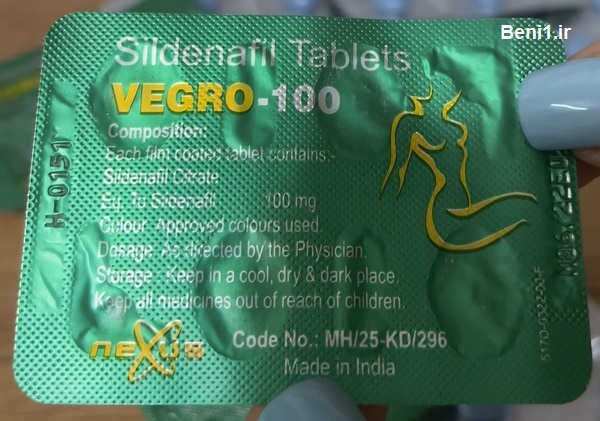 Beni1.ir
Sildenafil Tablets
VEGRO-100
Composition:
Each film coated tablet contains:-
Sildenafil Citrate
Eq. To Sildenafil 100 mg
Colour: Approved colours used.
Dosage: As directed by the Physician.
Storage: Keep in a cool, dry & dark place.
Keep all medicines out of reach of children.
nexus
Code No.: MH/25-KD/296
Made in India
H-0151